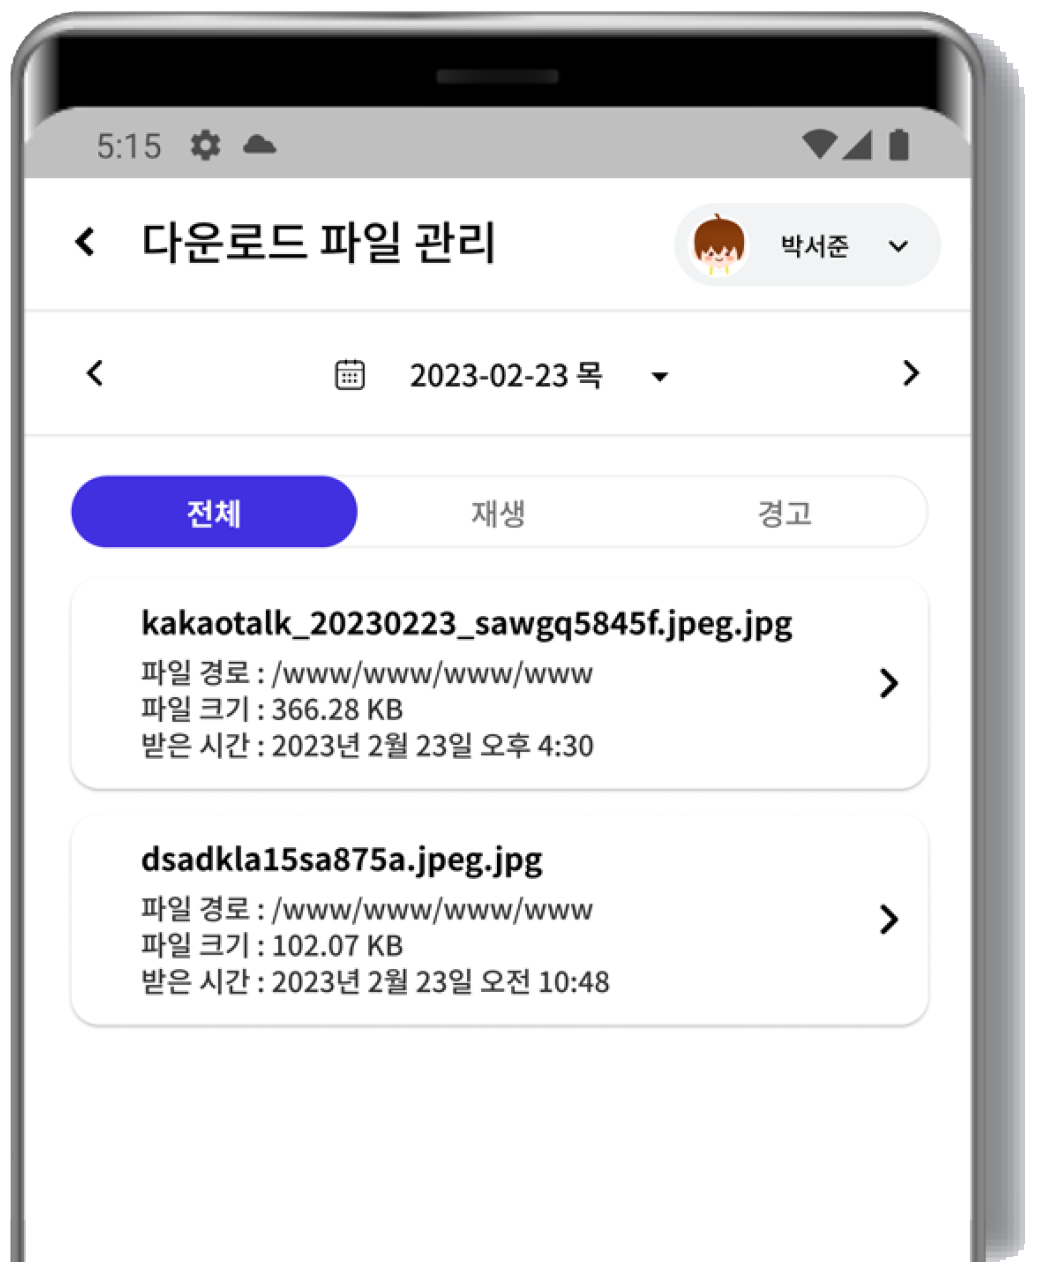 5:15
다운로드 파일 관리
박서준
2023-02-23 목
전체 재생 경고
kakaotalk_20230223_sawgq5845f.jpeg.jpg
파일 경로 : /www/www/www/www
파일 크기 : 366.28 KB
받은 시간 : 2023년 2월 23일 오후 4:30
dsadkla15sa875a.jpeg.jpg
파일 경로 : /www/www/www/www
파일 크기 : 102.07 KB
받은 시간 : 2023년 2월 23일 오전 10:48